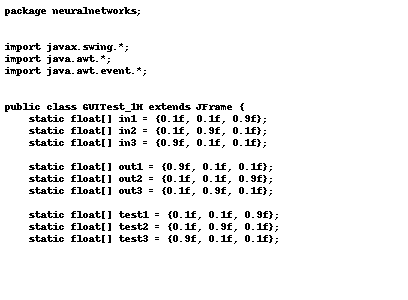 package neuralnetworks;
import javax.swing.*;
import java.awt.*;
import java.awt.event.*;
public class GUITest_1H extends JFrame {
static float[] in1 = {0.1f, 0.1f, 0.9f};
static float[] in2 = {0.1f, 0.9f, 0.1f};
static float[] in3 = {0.9f, 0.1f, 0.1f};
static float[] out1 = {0.9f, 0.1f, 0.1f};
static float[] out2 = {0.1f, 0.1f, 0.9f};
static float[] out3 = {0.1f, 0.9f, 0.1f};
static float[] test1 = {0.1f, 0.1f, 0.9f};
static float[] test2 = {0.1f, 0.9f, 0.1f};
static float[] test3 = {0.9f, 0.1f, 0.1f};